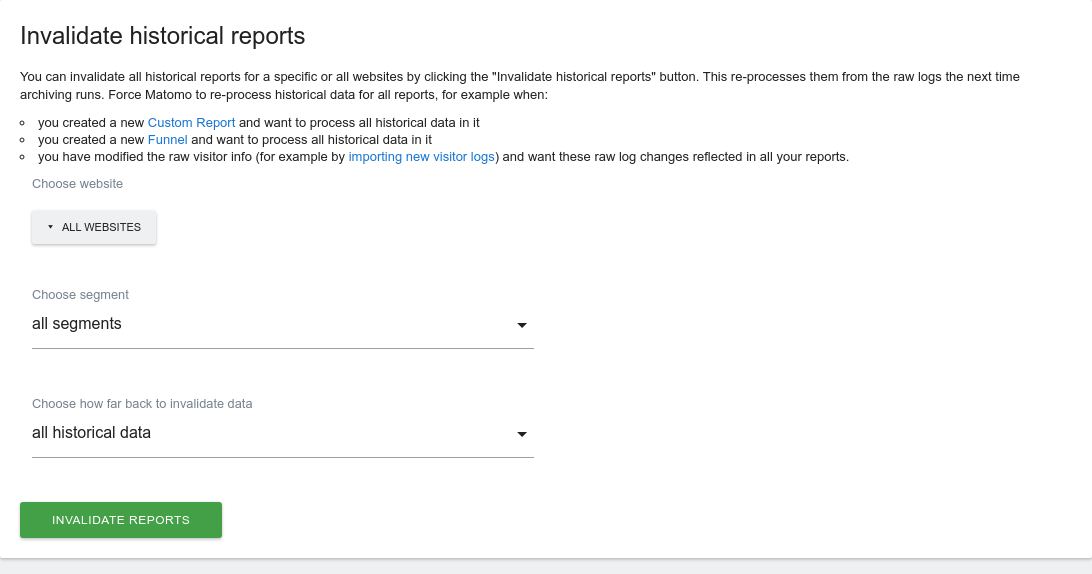 Invalidate historical reports
You can invalidate all historical reports for a specific or all websites by clicking the "Invalidate historical reports" button. This re-processes them from the raw logs the next time
archiving runs. Force Matomo to re-process historical data for all reports, for example when:
you created a new Custom Report and want to process all historical data in it
you created a new Funnel and want to process all historical data in it
you have modified the raw visitor info (for example by importing new visitor logs) and want these raw log changes reflected in all your reports.
Choose website
ALL WEBSITES
Choose segment
all segments
Choose how far back to invalidate data
all historical data
INVALIDATE REPORTS